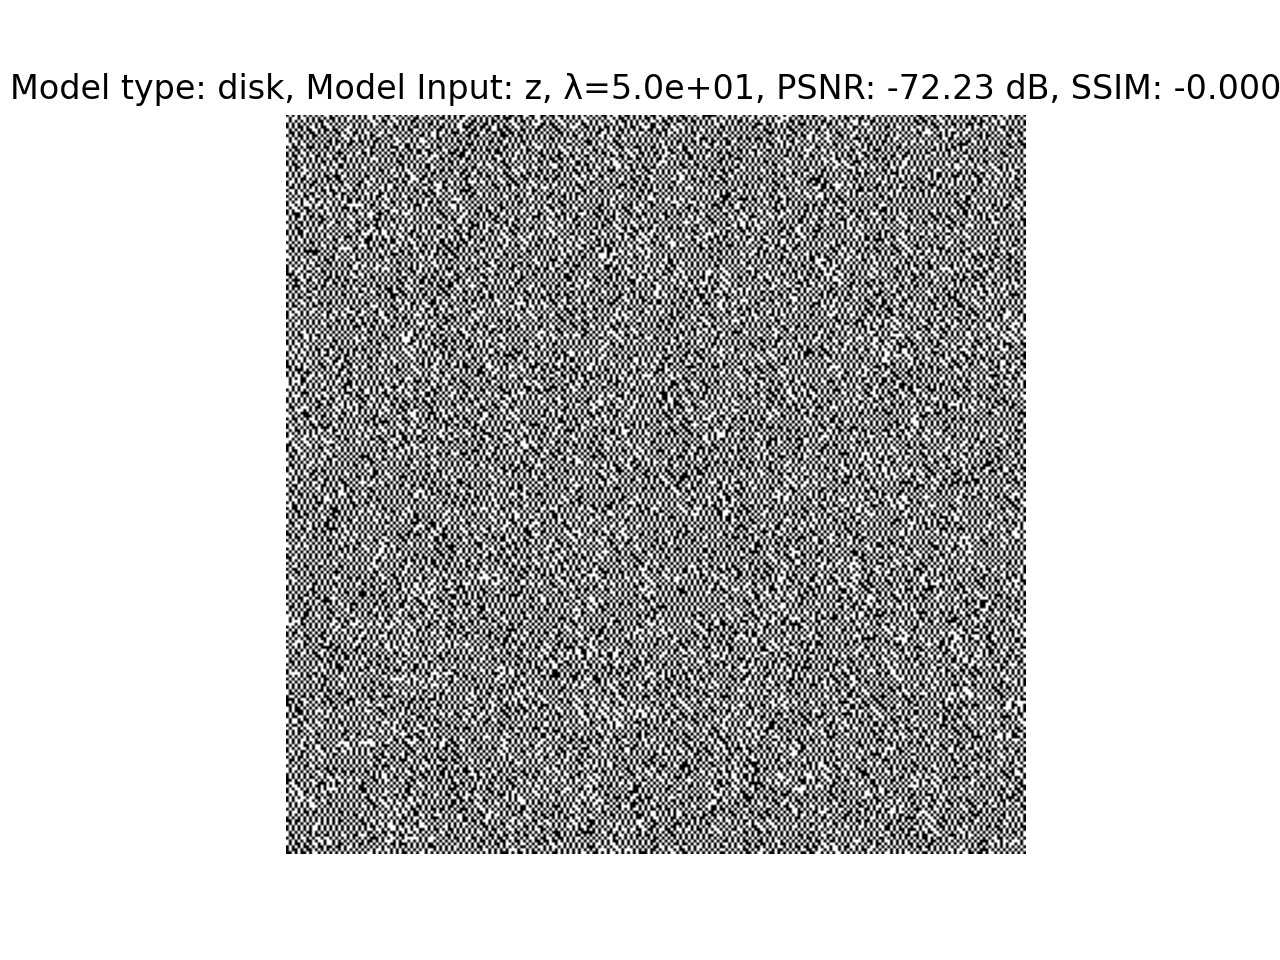 Model type: disk, Model Input: z, λ=5.0e+01, PSNR: -72.23 dB, SSIM: -0.000